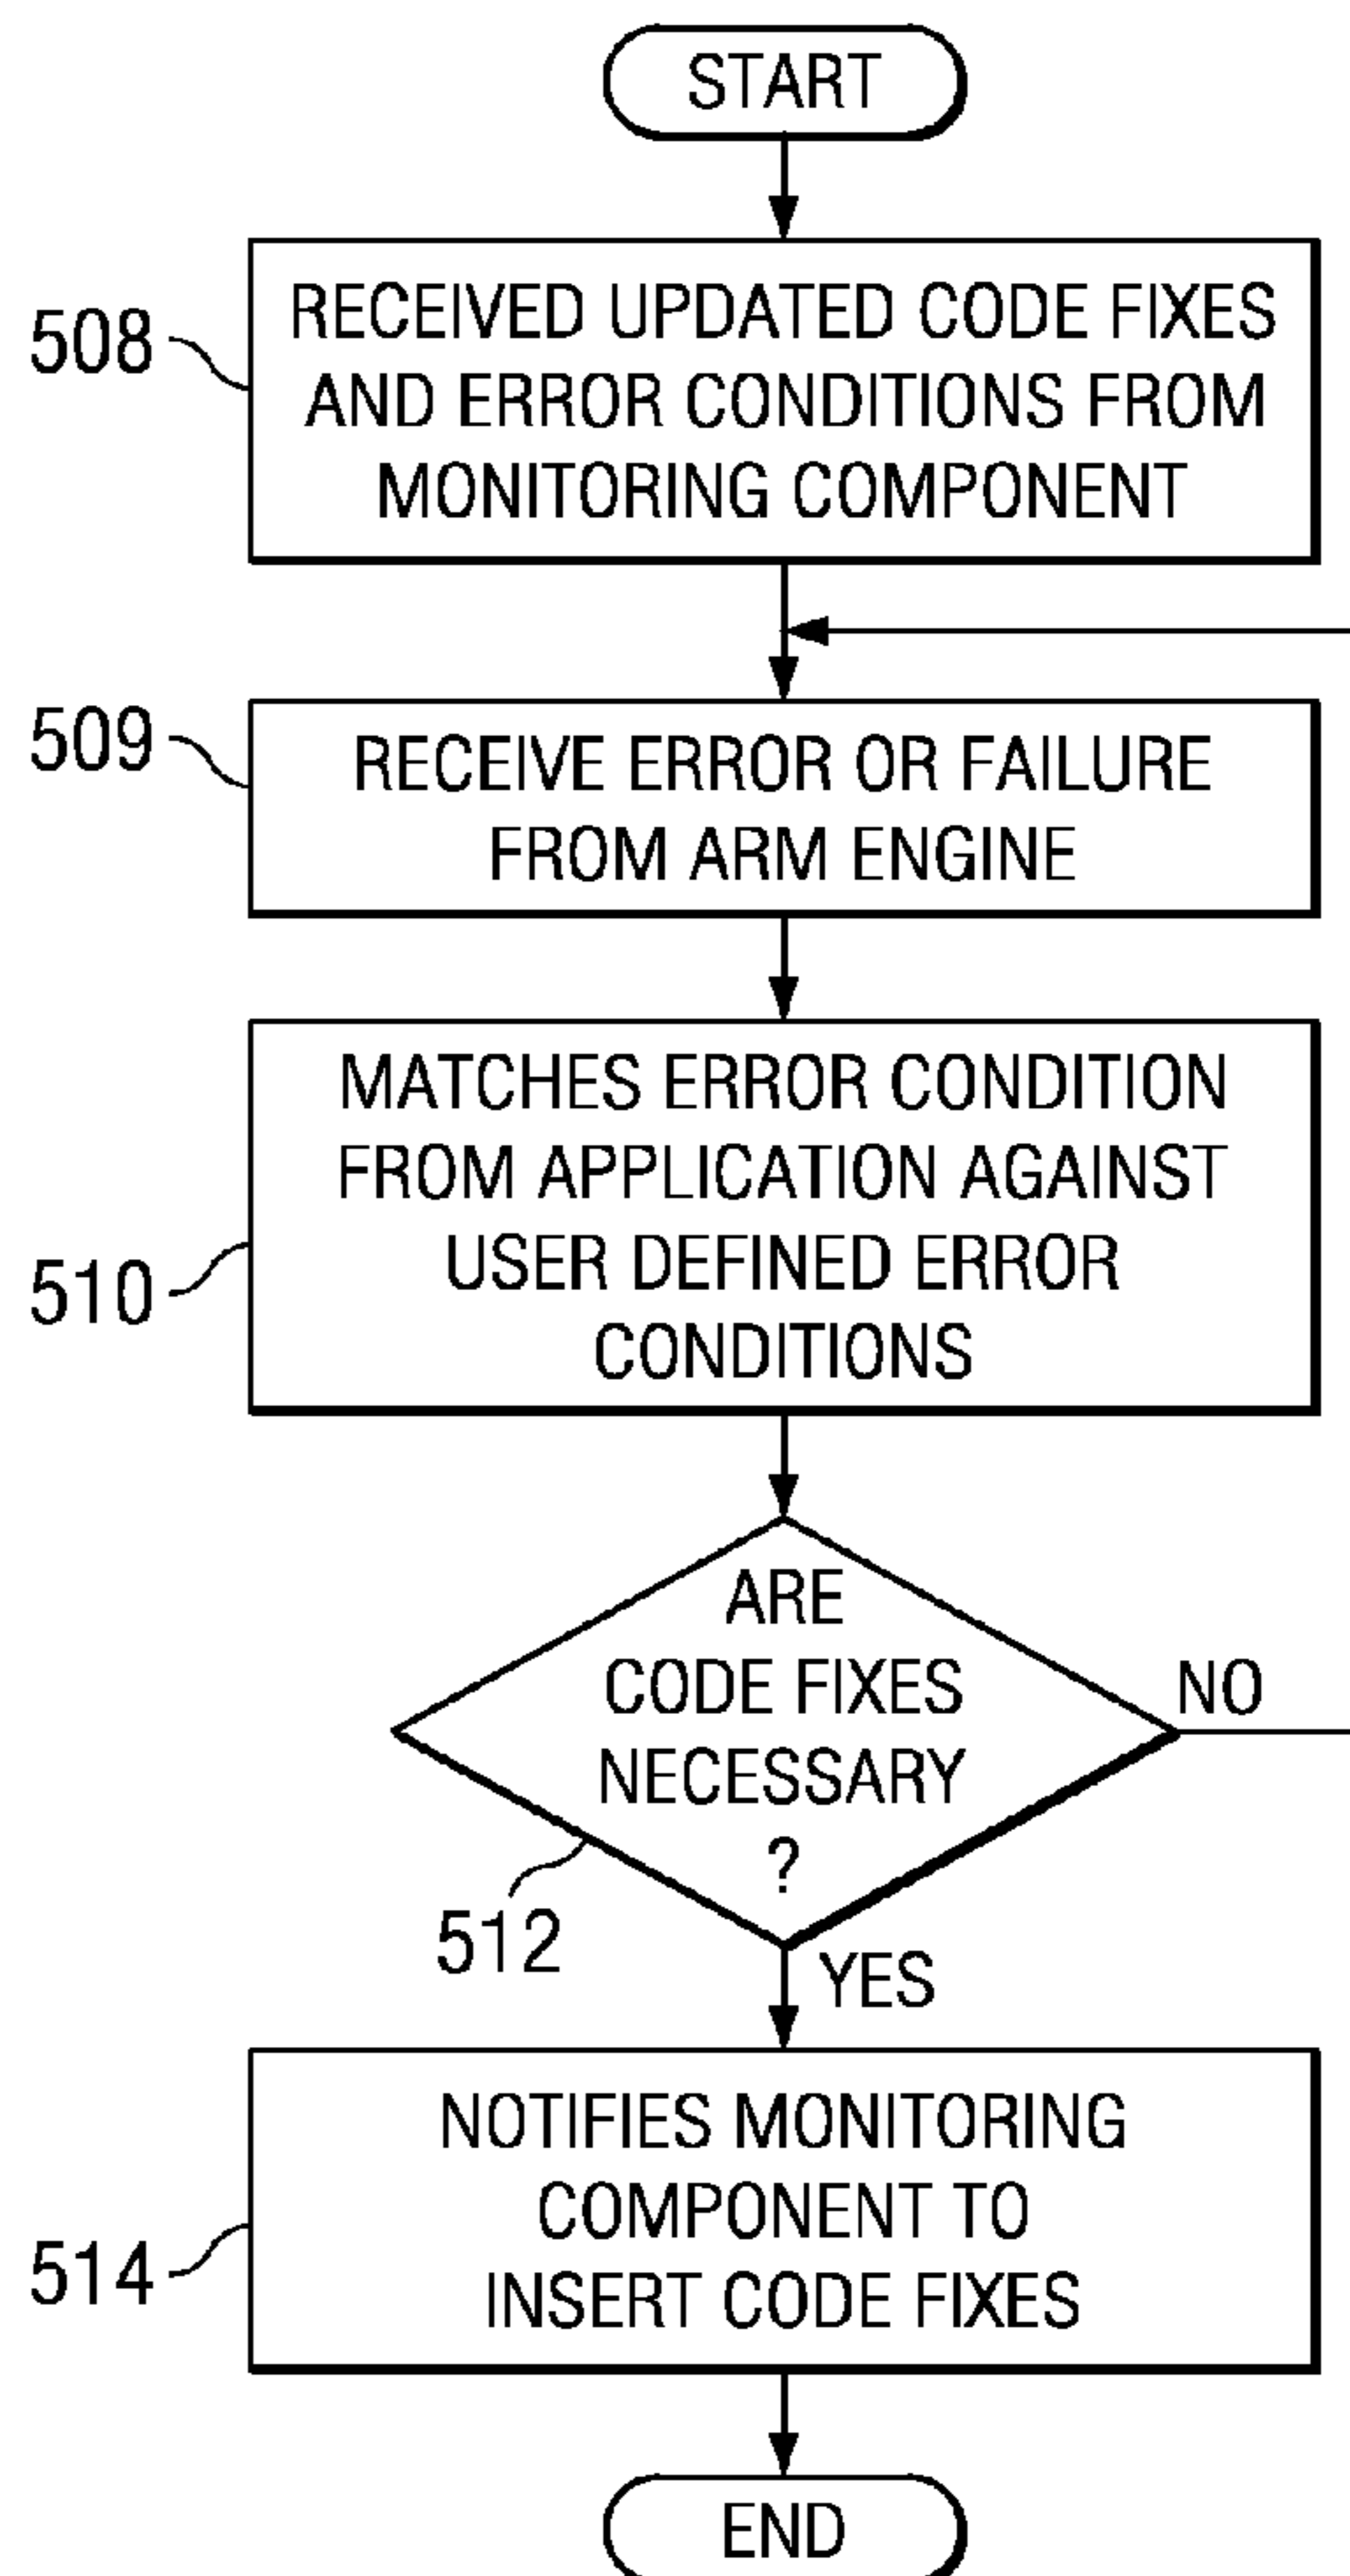 START
508
RECEIVED UPDATED CODE FIXES
AND ERROR CONDITIONS FROM
MONITORING COMPONENT
509
RECEIVE ERROR OR FAILURE
FROM ARM ENGINE
510
MATCHES ERROR CONDITION
FROM APPLICATION AGAINST
USER DEFINED ERROR
CONDITIONS
ARE
CODE FIXES
NECESSARY
?
NO
512
YES
514
NOTIFIES MONITORING
COMPONENT TO
INSERT CODE FIXES
END